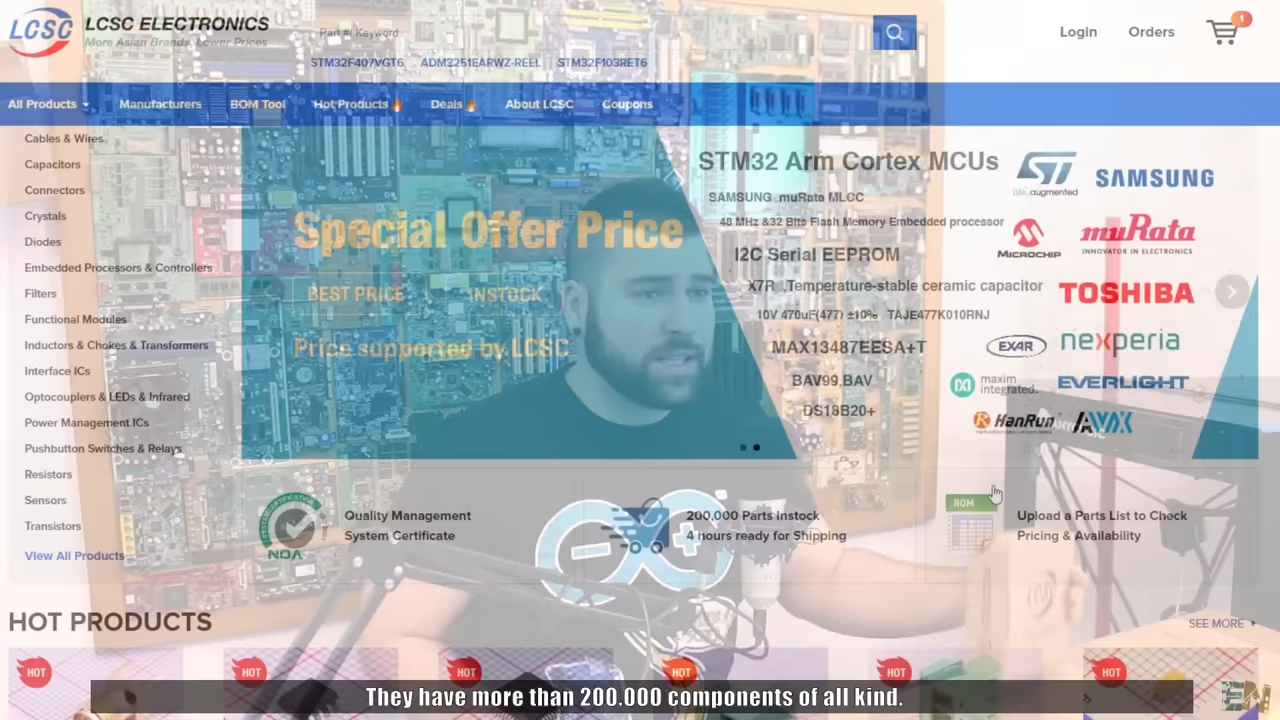 LCSC
LCSC ELECTRONICS
More Asian Brands, Lower Prices
Part #/ Keyword
Login
Orders
1
STM32F407VGT6
ADM3251EARWZ-REEL
STM32F103RET6
All Products
Manufacturers
BOM Tool
Hot Products
Deals
About LCSC
Coupons
Cables & Wires
Capacitors
Connectors
Crystals
Diodes
Embedded Processors & Controllers
Filters
Functional Modules
Inductors & Chokes & Transformers
Interface ICs
Optocouplers & LEDs & Infrared
Power Management ICs
Pushbutton Switches & Relays
Resistors
Sensors
Transistors
View All Products
Special Offer Price
BEST PRICE
INSTOCK
Price supported by LCSC
STM32 Arm Cortex MCUs
SAMSUNG muRata MLCC
48 MHz &32 Bits Flash Memory Embedded processor
I2C Serial EEPROM
X7R ,Temperature-stable ceramic capacitor
10V 470uF(477) ±10% TAJE477K010RNJ
MAX13487EESA+T
BAV99,BAV
DS18B20+
ST
life.augmented
SAMSUNG
MICROCHIP
muRata
INNOVATOR IN ELECTRONICS
TOSHIBA
EXAR
nexperia
maxim
integrated.
EVERLIGHT
HanRun
AVX
NQA
Quality Management
System Certificate
200,000 Parts instock
4 hours ready for Shipping
BOM
Upload a Parts List to Check
Pricing & Availability
HOT PRODUCTS
SEE MORE
HOT
HOT
HOT
HOT
HOT
HOT
They have more than 200.000 components of all kind.
EN